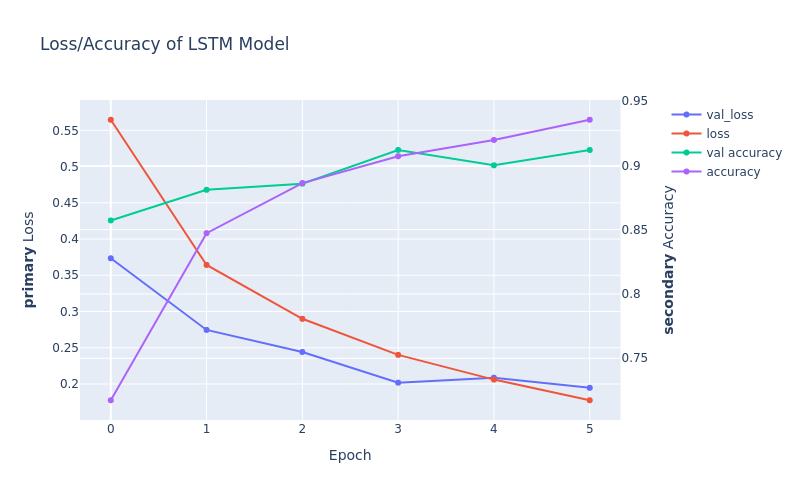 Loss/Accuracy of LSTM Model
primary Loss
0.55
0.5
0.45
0.4
0.35
0.3
0.25
0.2
0 1 2 3 4 5
Epoch
0.95
0.9
0.85
0.8
0.75
secondary Accuracy
val_loss
loss
val accuracy
accuracy